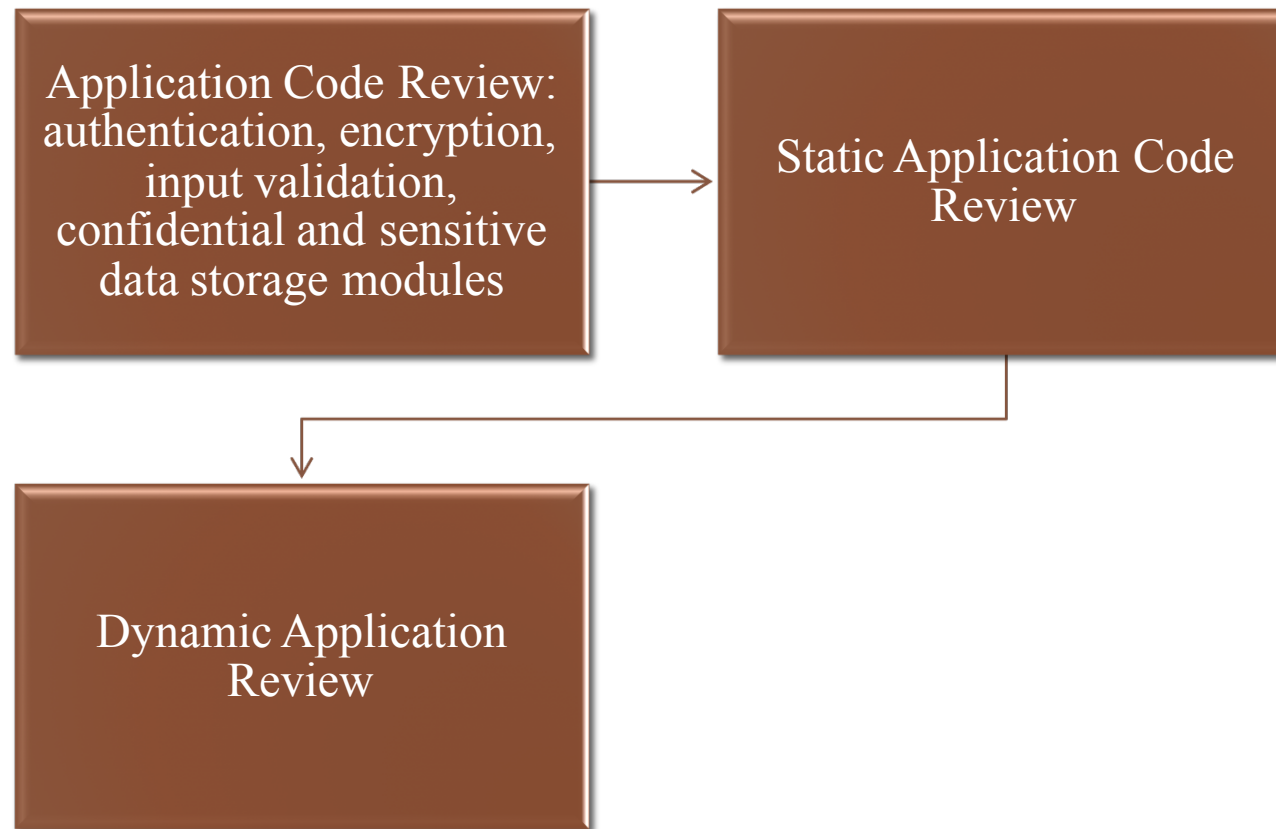 Application Code Review:
authentication, encryption,
input validation,
confidential and sensitive
data storage modules
Static Application Code
Review
Dynamic Application
Review